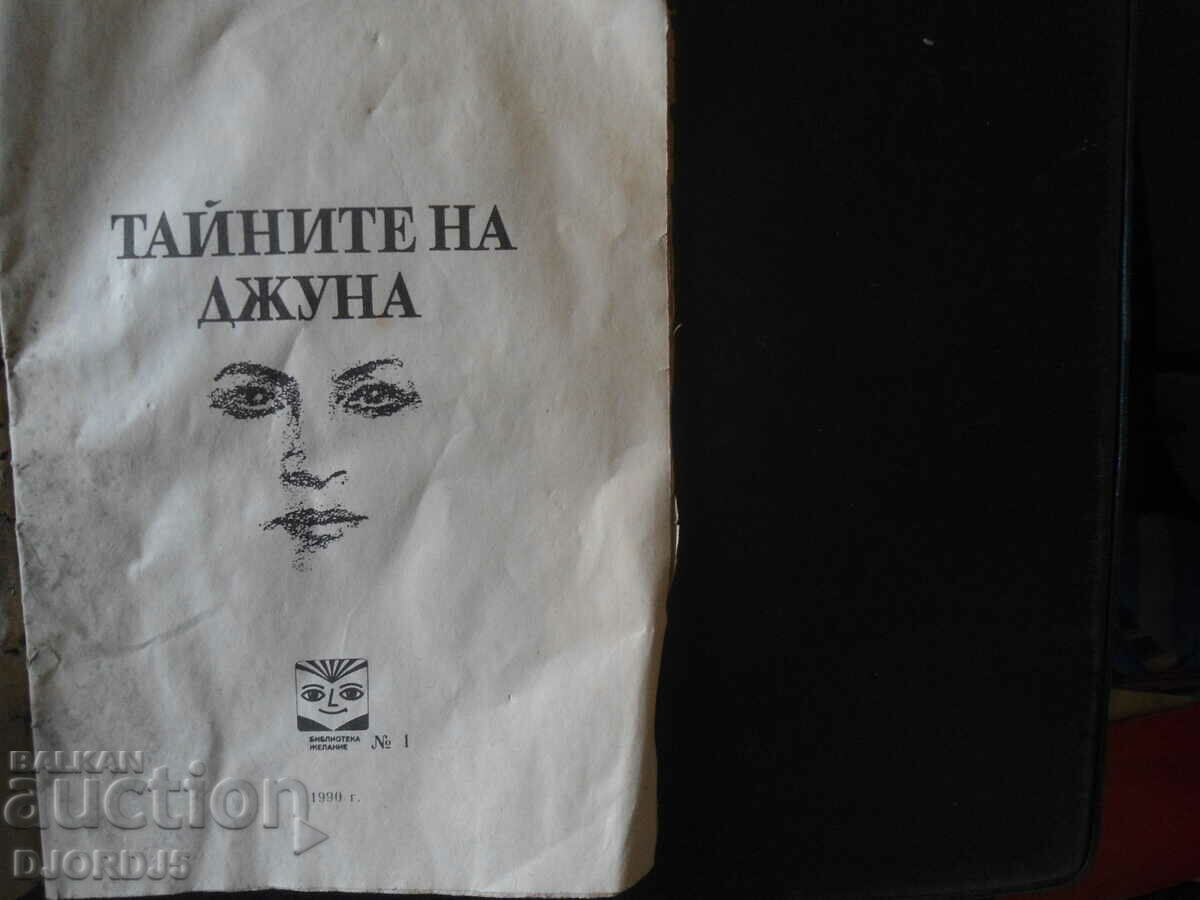 ТАЙНИТЕ НА
ДЖУНА
БИБЛИОТЕКА
ЖЕЛАНИЕ
№ 1
1990 г.
BALKAN
auction
DJORDJ5